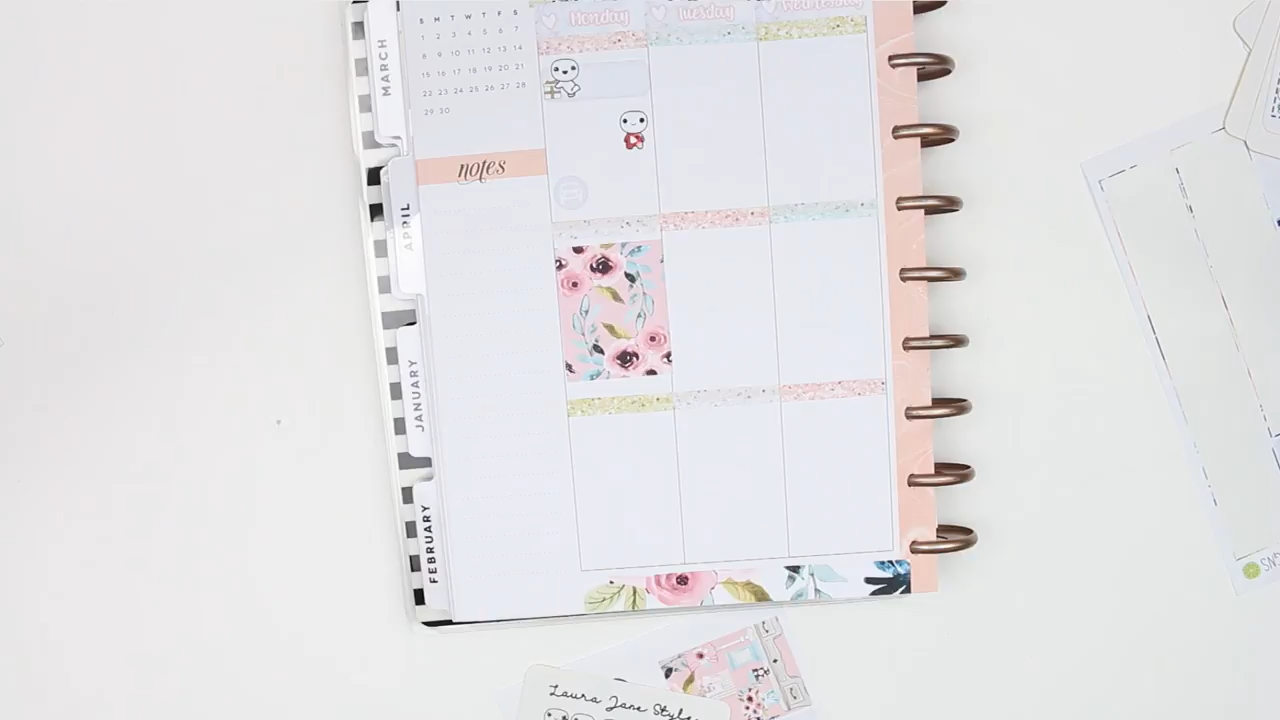 S M T W T F S
1 2 3 4 5 6 7
8 9 10 11 12 13 14
15 16 17 18 19 20 21
22 23 24 25 26 27 28
29 30
notes
Monday
Tuesday
Wednesday
MARCH
APRIL
JANUARY
FEBRUARY
Laura Jane Styles